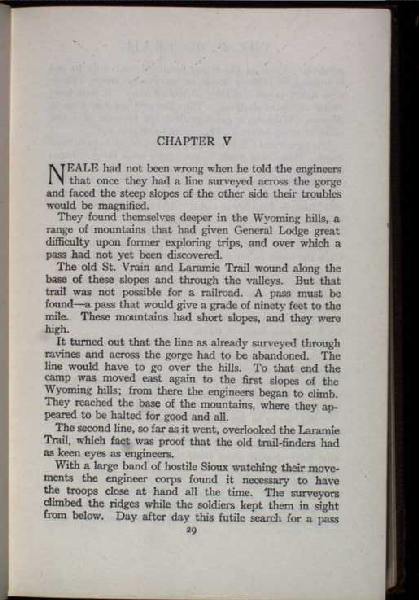 CHAPTER V
NEALE had not been wrong when he told the engineers
that once they had a line surveyed across the gorge
and faced the steep slopes of the other side their troubles
would be magnified.
They found themselves deeper in the Wyoming hills, a
range of mountains that had given General Lodge great
difficulty upon former exploring trips, and over which a
pass had not yet been discovered.
The old St. Vrain and Laramie Trail wound along the
base of these slopes and through the valleys. But that
trail was not possible for a railroad. A pass must be
found—a pass that would give a grade of ninety feet to the
mile. These mountains had short slopes, and they were
high.
It turned out that the line as already surveyed through
ravines and across the gorge had to be abandoned. The
line would have to go over the hills. To that end the
camp was moved east again to the first slopes of the
Wyoming hills; from there the engineers began to climb.
They reached the base of the mountains, where they ap-
peared to be halted for good and all.
The second line, so far as it went, overlooked the Laramie
Trail, which fact was proof that the old trail-finders had
as keen eyes as engineers.
With a large band of hostile Sioux watching their move-
ments the engineer corps found it necessary to have
the troops close at hand all the time. The surveyors
climbed the ridges while the soldiers kept them in sight
from below. Day after day this futile search for a pass
29